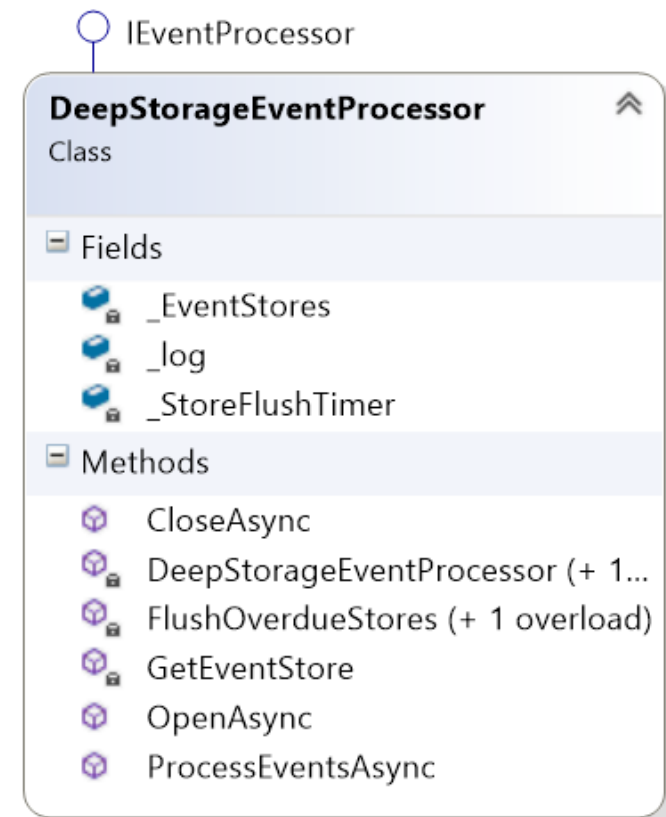 IEventProcessor
DeepStorageEventProcessor
Class
Fields
_EventStores
_log
_StoreFlushTimer
Methods
CloseAsync
DeepStorageEventProcessor (+ 1...
FlushOverdueStores (+ 1 overload)
GetEventStore
OpenAsync
ProcessEventsAsync